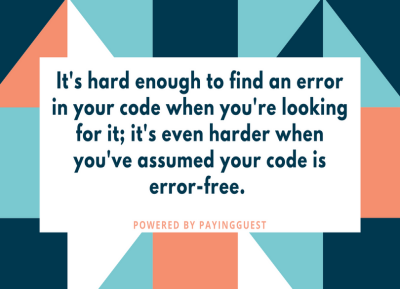 It's hard enough to find an error
in your code when you're looking
for it; it's even harder when
you've assumed your code is
error-free.
POWERED BY PAYINGGUEST